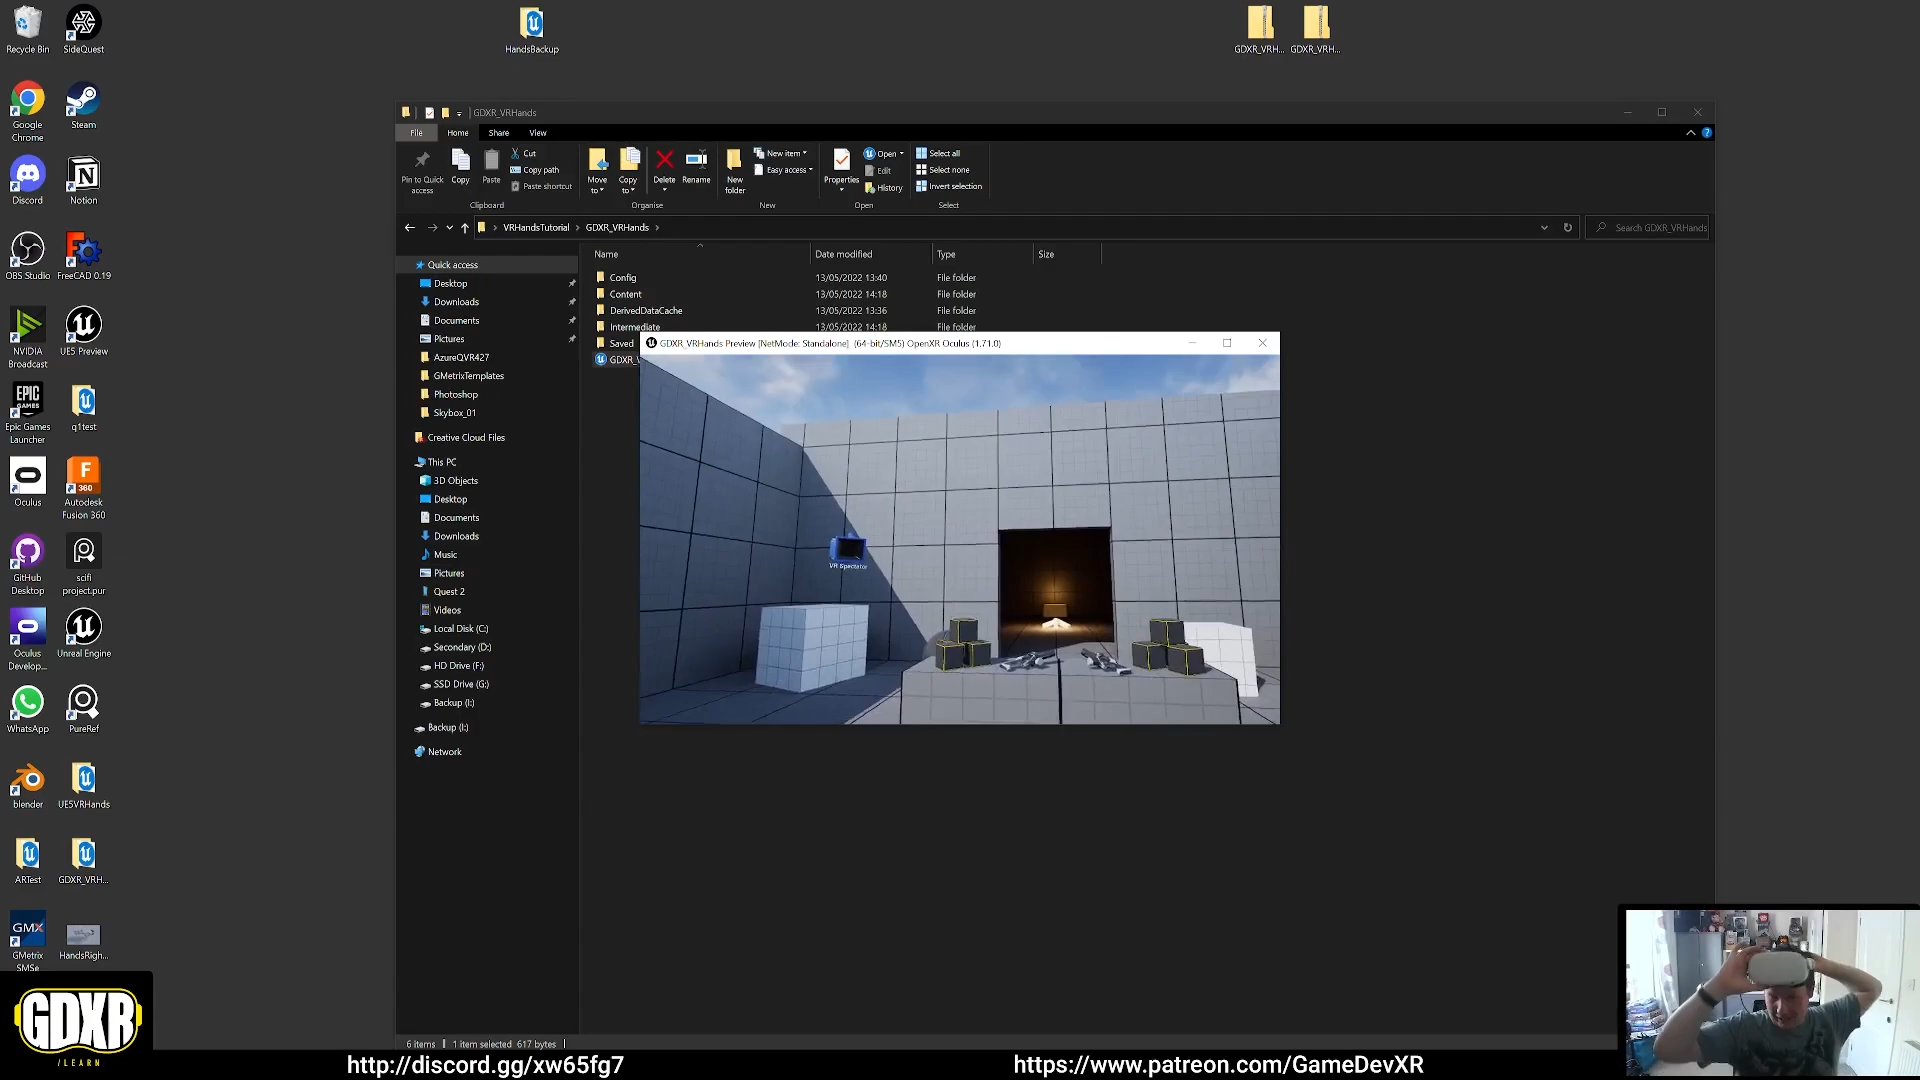 Recycle Bin
SideQuest
HandsBackup
GDXR_VRH...
GDXR_VRH...
Google
Chrome
Steam
Discord
Notion
OBS Studio
FreeCAD 0.19
NVIDIA
Broadcast
UE5 Preview
EPIC
GAMES
Epic Games
Launcher
q1test
Oculus
F
360
Autodesk
Fusion 360
GitHub
Desktop
scifi
project.pur
Oculus
Develop...
Unreal Engine
WhatsApp
PureRef
blender
UE5VRHands
ARTest
GDXR_VRH...
GMX
GMetrix
SMSe
HandsRigh...
GDXR_VRHands
File
Home
Share
View
Pin to Quick
access
Copy
Paste
Cut
Copy path
Paste shortcut
Move
to
Copy
to
Delete
Rename
New
folder
New item
Easy access
Properties
Open
Edit
History
Select all
Select none
Invert selection
Clipboard
Organise
New
Open
Select
VRHandsTutorial
GDXR_VRHands
Search GDXR_VRHands
Name
Date modified
Type
Size
Config 13/05/2022 13:40 File folder
Content 13/05/2022 14:18 File folder
DerivedDataCache 13/05/2022 13:36 File folder
Intermediate 13/05/2022 14:18 File folder
Saved
Quick access
Desktop
Downloads
Documents
Pictures
AzureQVR427
GMetrixTemplates
Photoshop
Skybox_01
Creative Cloud Files
This PC
3D Objects
Desktop
Documents
Downloads
Music
Pictures
Quest 2
Videos
Local Disk (C:)
Secondary (D:)
HD Drive (F:)
SSD Drive (G:)
Backup (I:)
Backup (I:)
Network
GDXR_VRHands Preview [NetMode: Standalone] (64-bit/SM5) OpenXR Oculus (1.71.0)
VR Spectator
6 items
1 item selected 617 bytes
GDXR
/LEARN
http://discord.gg/xw65fg7
https://www.patreon.com/GameDevXR